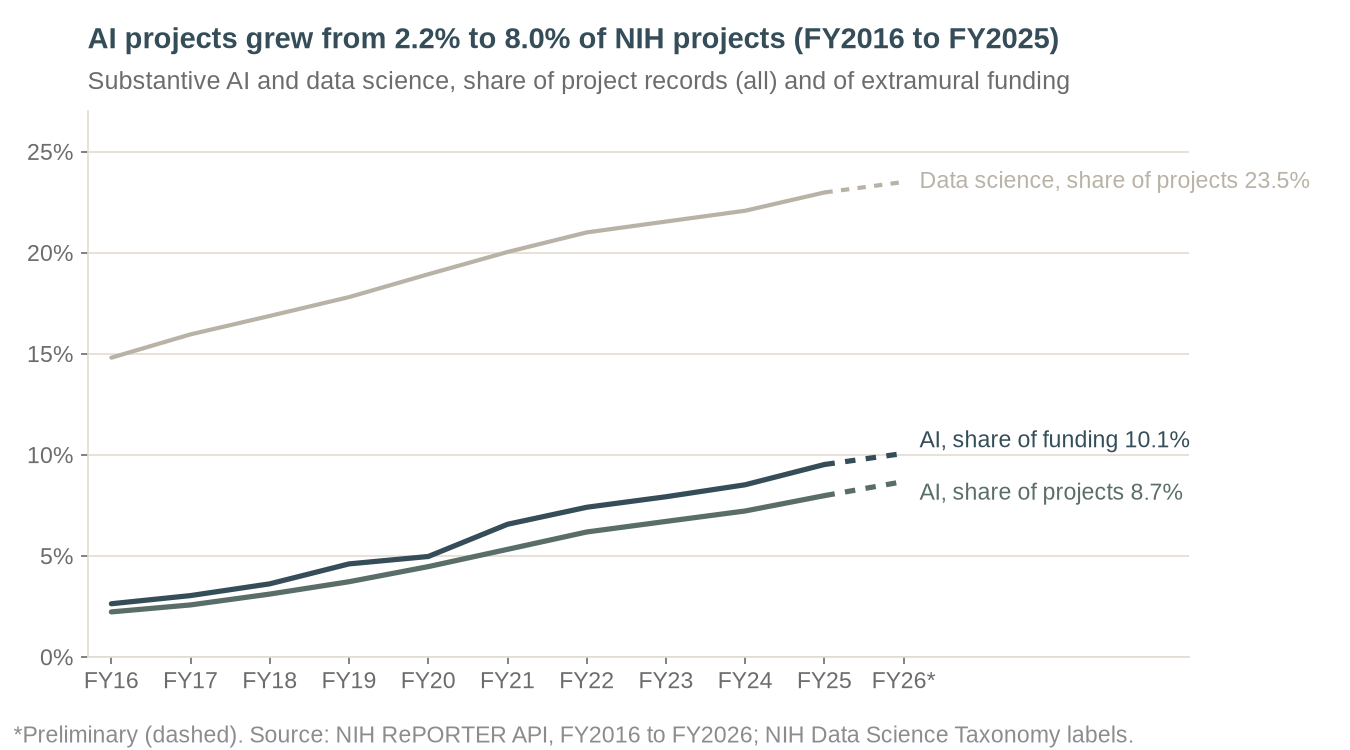 AI projects grew from 2.2% to 8.0% of NIH projects (FY2016 to FY2025)
Substantive AI and data science, share of project records (all) and of extramural funding
25%
Data science, share of projects 23.5%
20%
15%
AI, share of funding 10.1%
10%
AI, share of projects 8.7%
5%
0%
FY16 FY17 FY18 FY19 FY20 FY21 FY22 FY23 FY24 FY25 FY26*
*Preliminary (dashed). Source: NIH RePORTER API, FY2016 to FY2026; NIH Data Science Taxonomy labels.